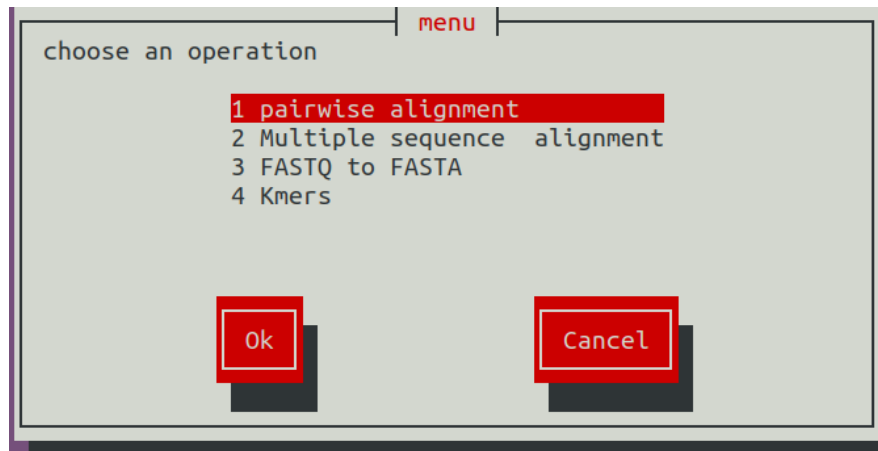 menu
choose an operation
1 pairwise alignment
2 Multiple sequence  alignment
3 FASTQ to FASTA
4 Kmers
Ok Cancel